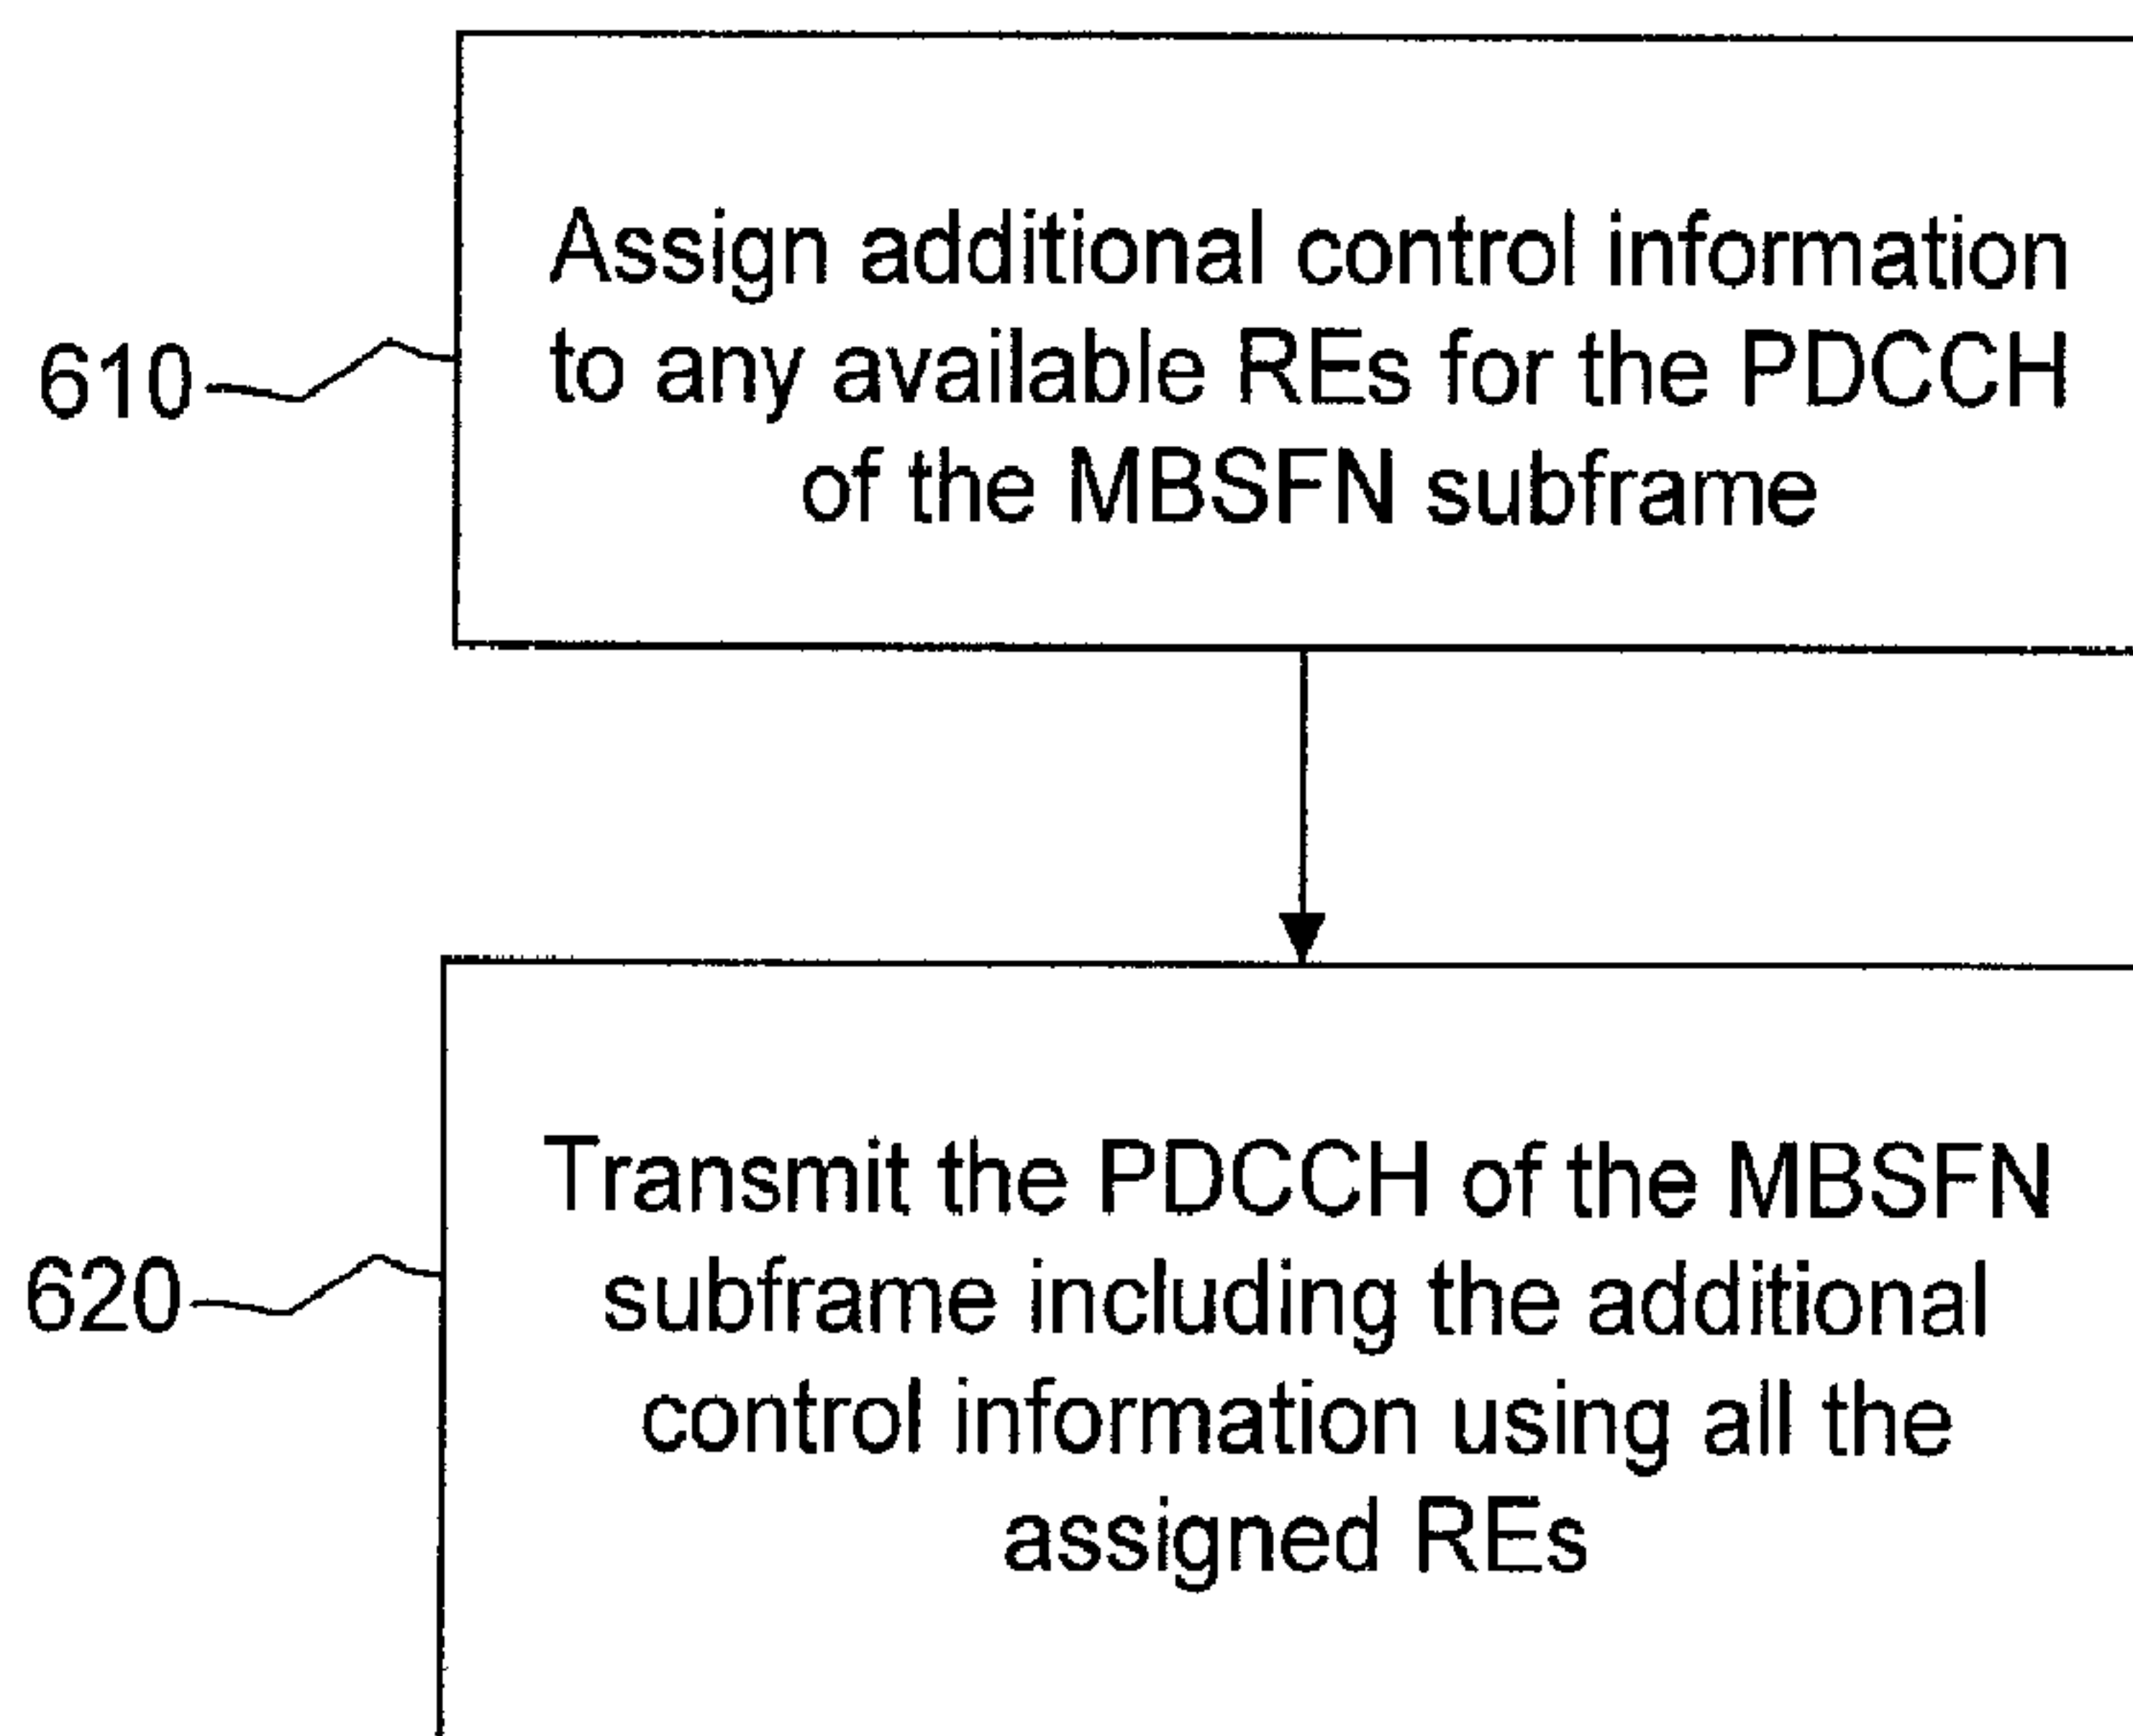 Assign additional control information
to any available REs for the PDCCH
of the MBSFN subframe
610
Transmit the PDCCH of the MBSFN
subframe including the additional
control information using all the
assigned REs
620